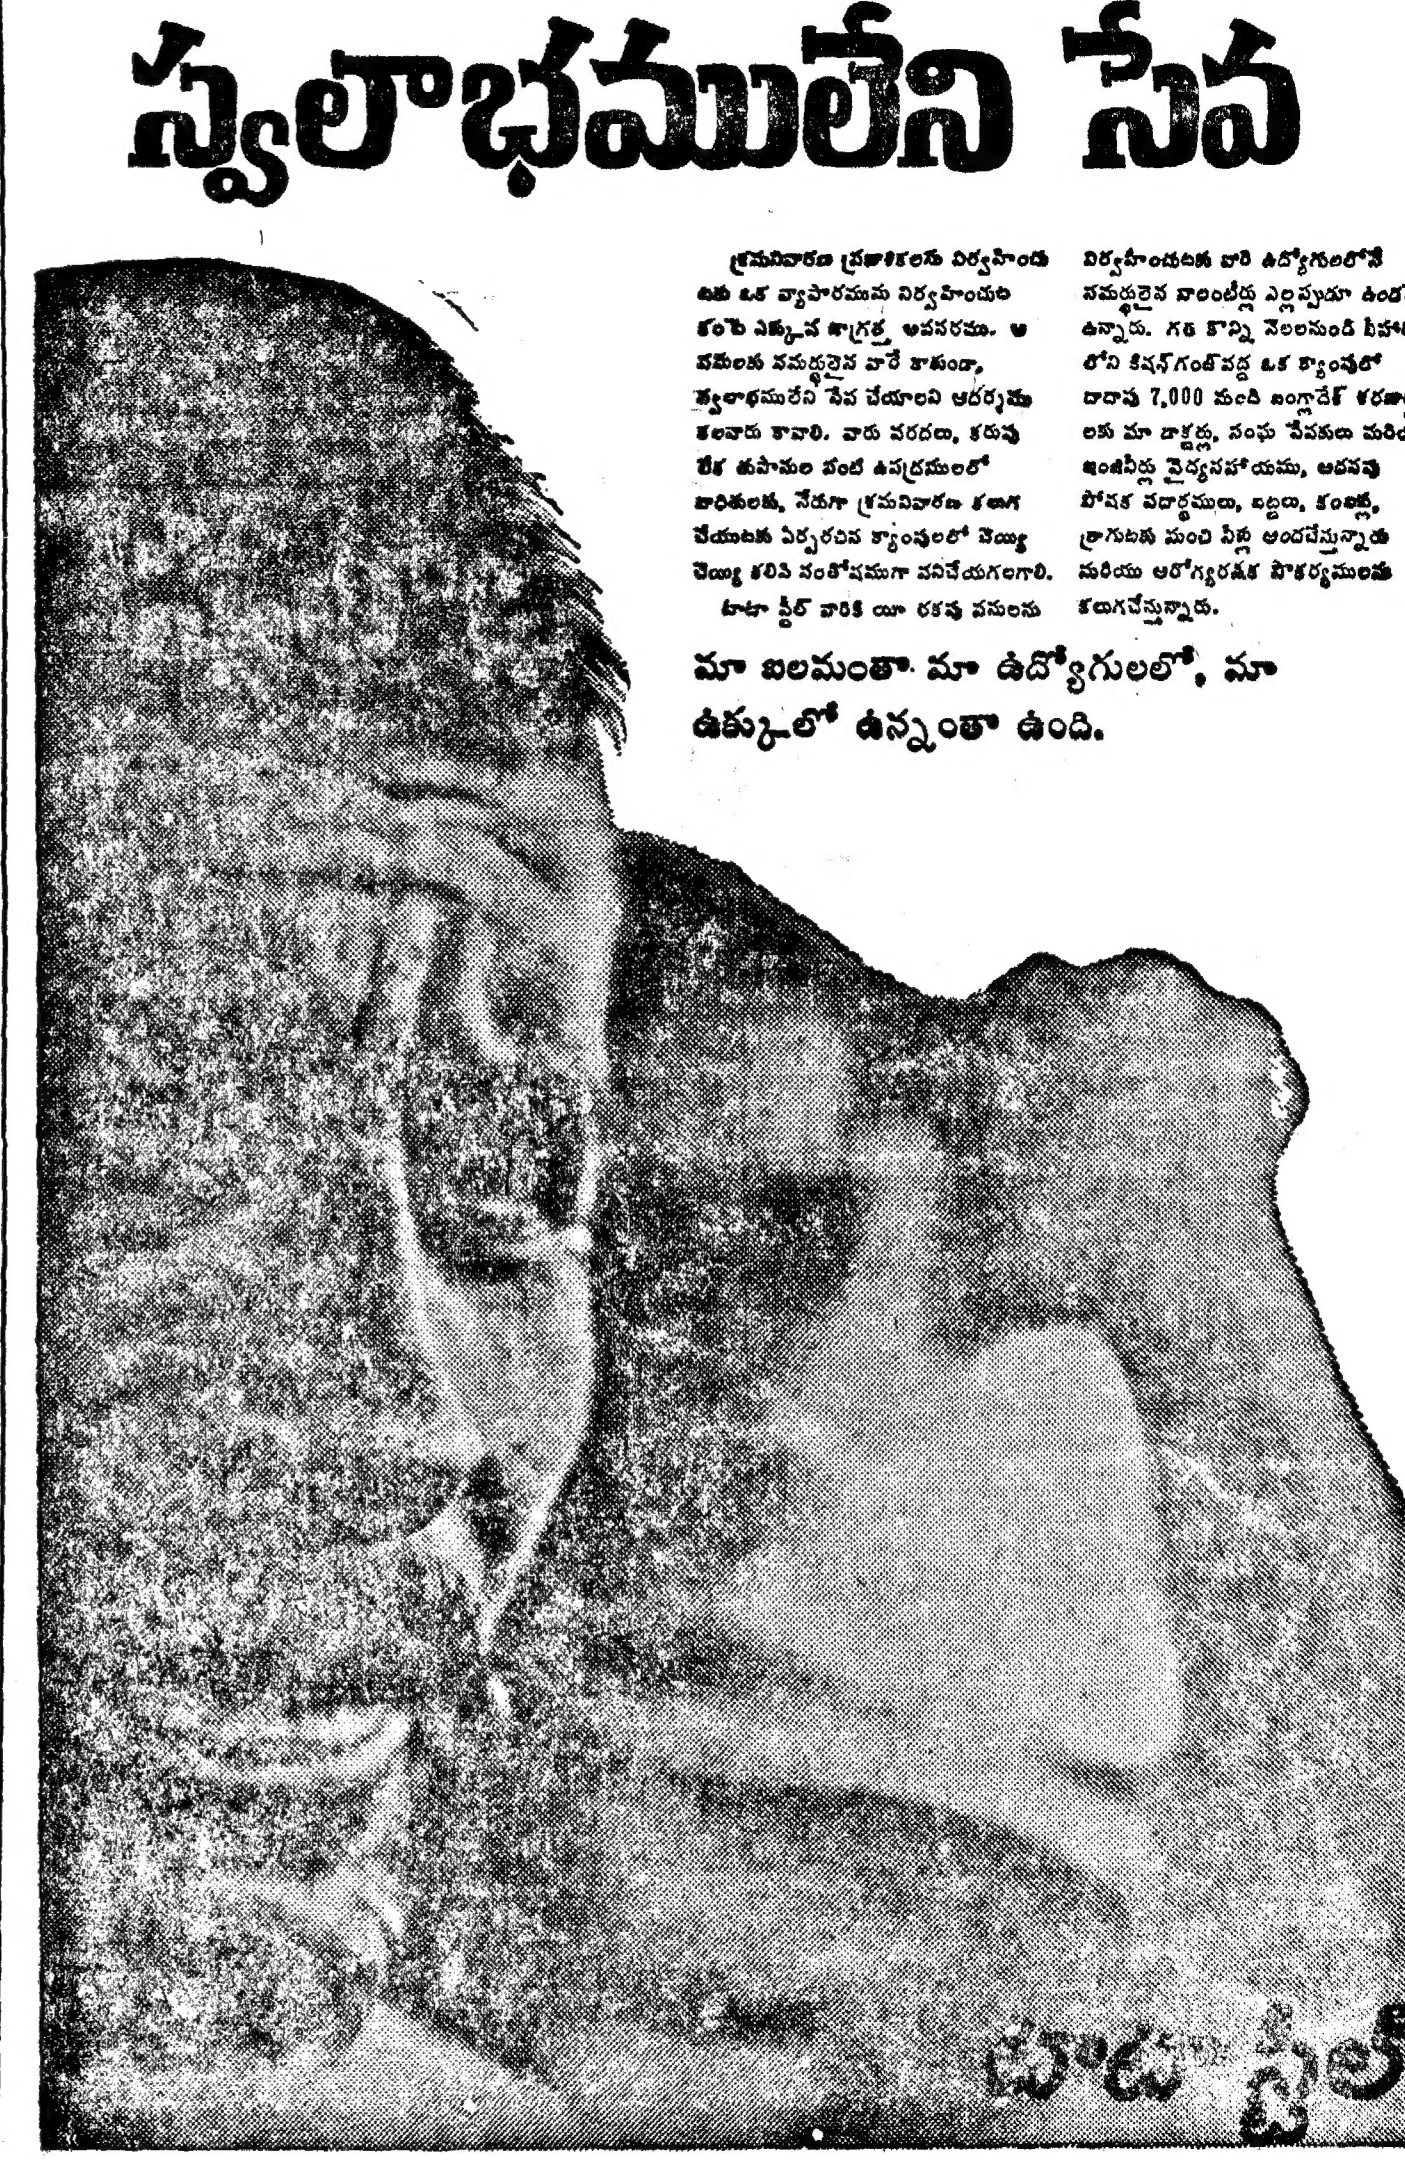 స్వలాభములేని సేవ
శ్రమనివారణ ప్రణాళికలను నిర్వహించు
టకు ఒక వ్యాపారమును నిర్వహించుట
కంటె ఎక్కువ జాగ్రత్త అవసరము. ఆ
పనులకు సమర్థులైన వారే కాకుండా,
స్వలాభములేని సేవ చేయాలని ఆదర్శము
కలవారు కావాలి. వారు వరదలు, కరువు
లేక తుపానుల వంటి ఉపద్రవములలో
బాధితులకు, నేరుగా శ్రమనివారణ కలుగ
చేయుటకు ఏర్పరచిన క్యాంపులలో చెయ్యి
చెయ్యి కలిపి సంతోషముగా పనిచేయగలగాలి.
టాటా స్టీల్ వారికి యీ రకపు పనులను
నిర్వహించుటకు వారి ఉద్యోగులలోనే
సమర్థులైన వాలంటీర్లు ఎల్లప్పుడూ
ఉన్నారు. గత కొన్ని నెలలనుండి
లోని కిషన్‌గంజ్‌వద్ద ఒక క్యాంపులో
దాదాపు 7,000 మంది బంగ్లాదేశ్
లకు మా డాక్టర్లు, సంఘ సేవకులు
ఇంజనీర్లు వైద్యసహాయము, అదనపు
పోషక పదార్థములు, బట్టలు, కంబళ్లు,
త్రాగుటకు మంచి నీళ్లు అందచేస్తున్నారు
మరియు ఆరోగ్యరక్షక సౌకర్యములను
కలుగచేస్తున్నారు.
మా బలమంతా మా ఉద్యోగులలో, మా
ఉక్కులో ఉన్నంతా ఉంది.
టాటా స్టీల్